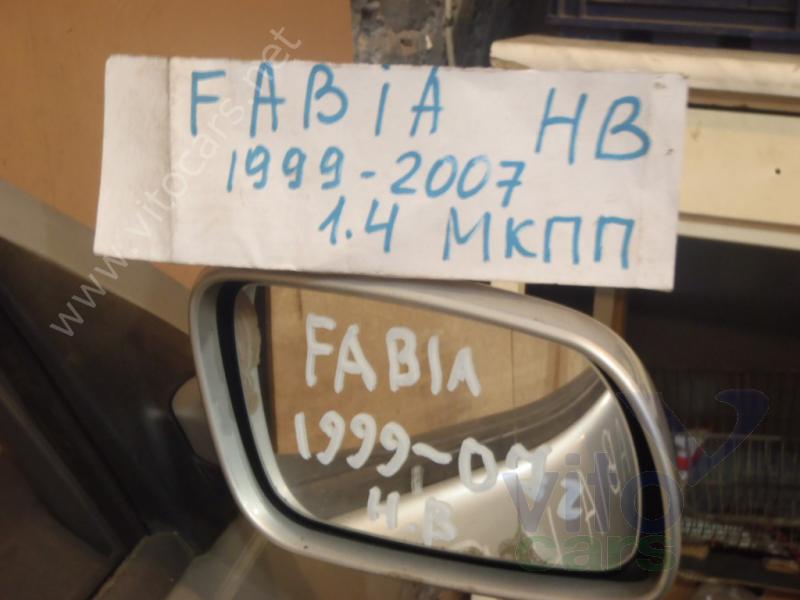 FABiA HB
1999-2007
1.4 МКПП
FABIA
1999-07
H.B
www.vitocars.net
vito
cars